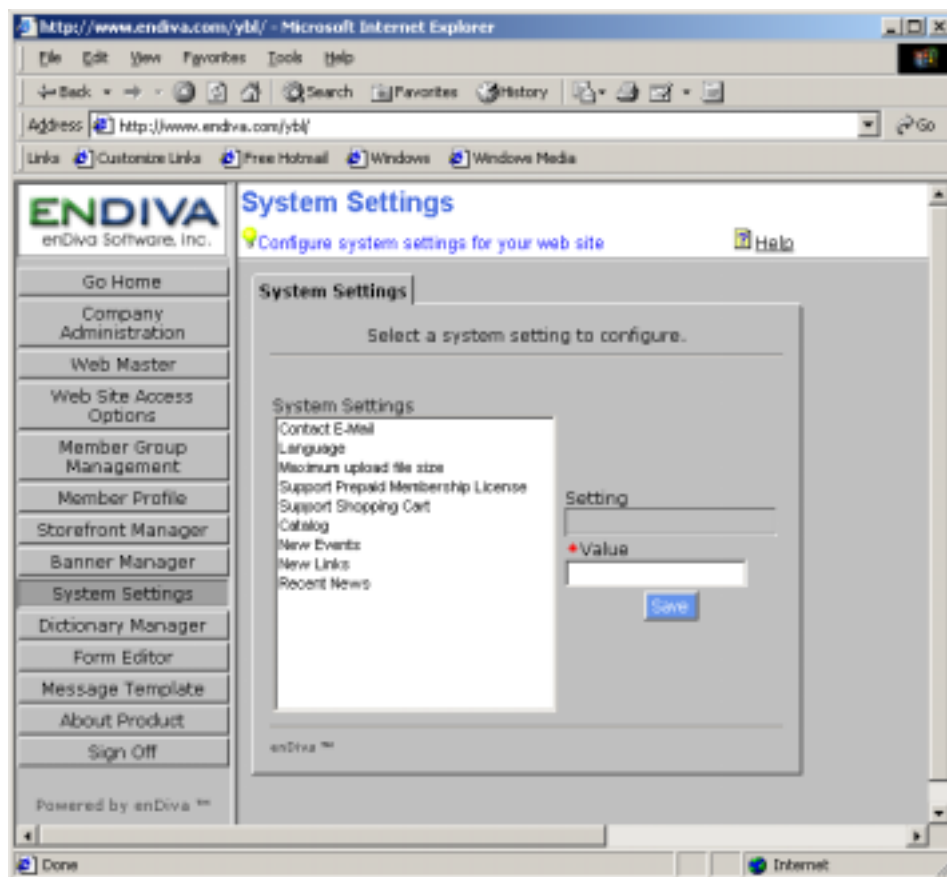 http://www.endiva.com/ybl/ - Microsoft Internet Explorer
File Edit View Favorites Tools Help
Back Search Favorites History
Address http://www.endiva.com/ybl/ Go
Links Customize Links Free Hotmail Windows Windows Media
ENDIVA
enDiva Software, Inc.
System Settings
Configure system settings for your web site
Help
Go Home
Company Administration
Web Master
Web Site Access Options
Member Group Management
Member Profile
Storefront Manager
Banner Manager
System Settings
Dictionary Manager
Form Editor
Message Template
About Product
Sign Off
Powered by enDiva ™
System Settings
Select a system setting to configure.
System Settings
Contact E-Mail
Language
Maximum upload file size
Support Prepaid Membership License
Support Shopping Cart
Catalog
New Events
New Links
Recent News
Setting
*Value
Save
enDiva ™
Done
Internet